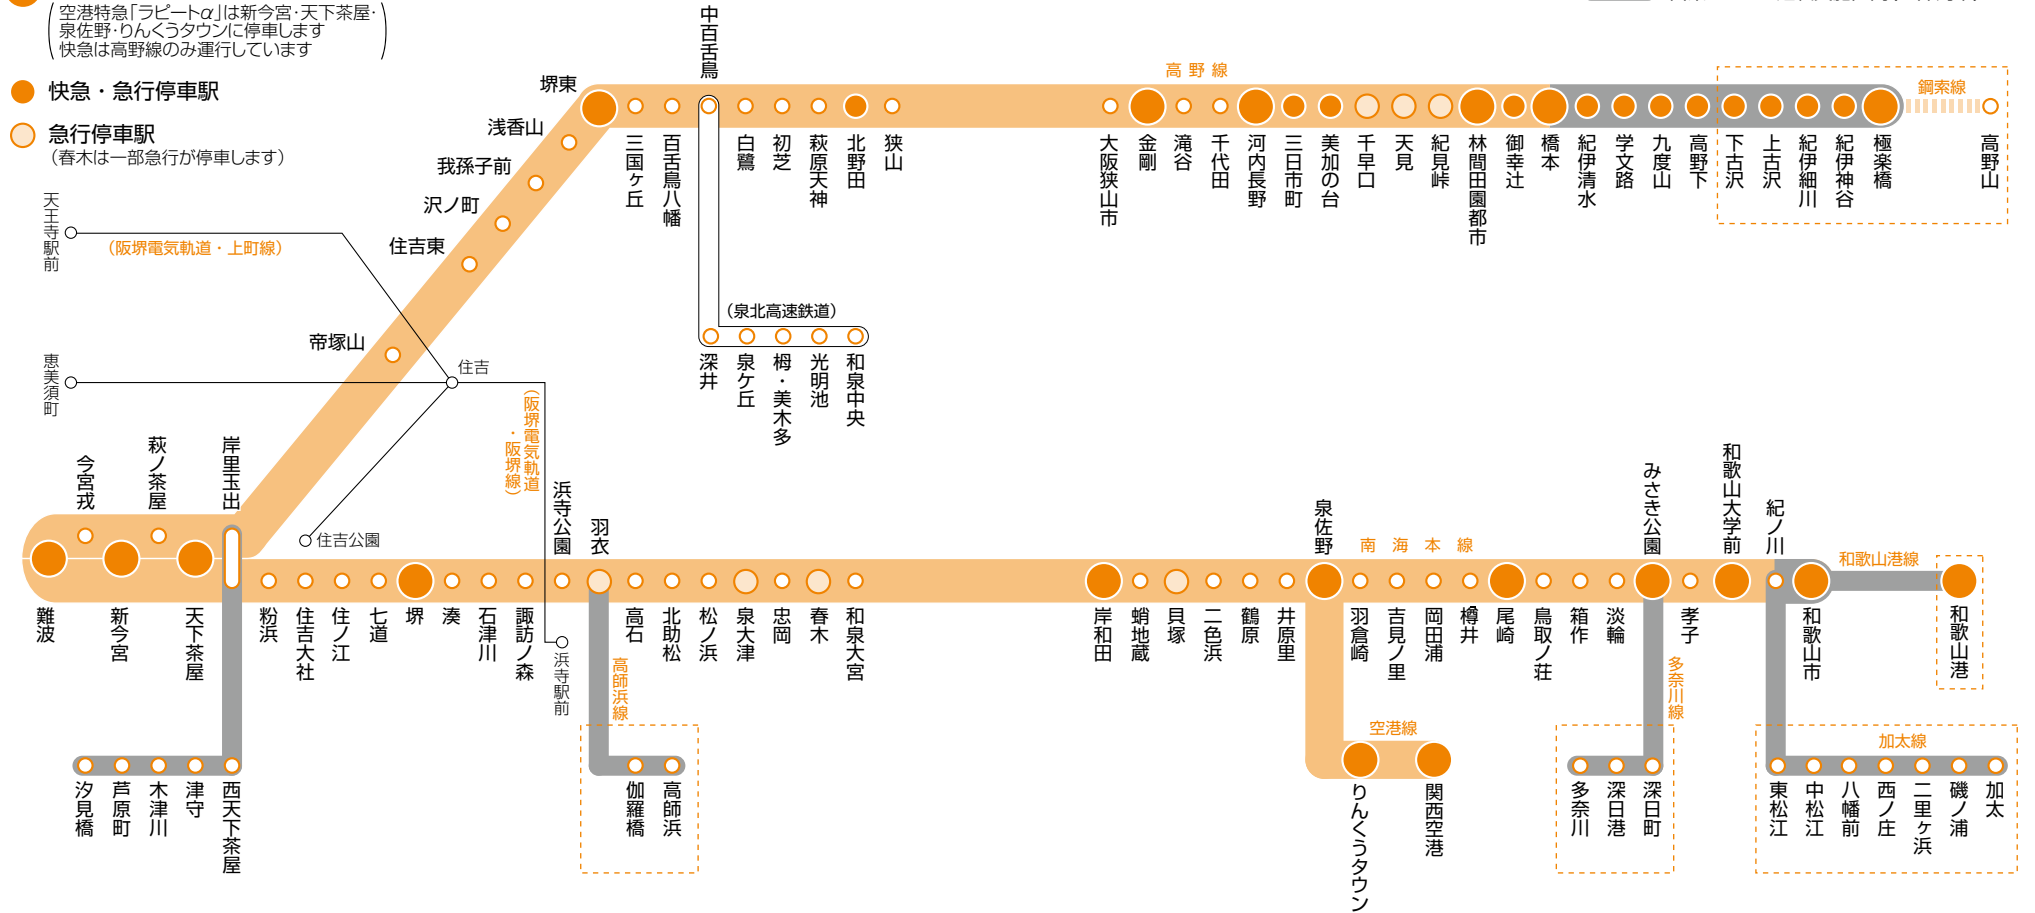 空港特急「ラピートα」は新今宮・天下茶屋・
泉佐野・りんくうタウンに停車します
快急は高野線のみ運行しています
快急・急行停車駅
急行停車駅
（春木は一部急行が停車します）
中百舌鳥
高野線
鋼索線
堺東
浅香山
我孫子前
沢ノ町
住吉東
帝塚山
三国ヶ丘
百舌鳥八幡
白鷺
初芝
萩原天神
北野田
狭山
大阪狭山市
金剛
滝谷
千代田
河内長野
三日市町
美加の台
千早口
天見
紀見峠
林間田園都市
御幸辻
橋本
紀伊清水
学文路
九度山
高野下
下古沢
上古沢
紀伊細川
紀伊神谷
極楽橋
高野山
天王寺駅前
（阪堺電気軌道・上町線）
恵美須町
住吉
（阪堺電気軌道
・阪堺線）
住吉公園
浜寺駅前
（泉北高速鉄道）
深井
泉ケ丘
栂・美木多
光明池
和泉中央
今宮戎
萩ノ茶屋
岸里玉出
難波
新今宮
天下茶屋
粉浜
住吉大社
住ノ江
七道
堺
湊
石津川
諏訪ノ森
浜寺公園
羽衣
高石
北助松
松ノ浜
泉大津
忠岡
春木
和泉大宮
岸和田
蛸地蔵
貝塚
二色浜
鶴原
井原里
泉佐野
南海本線
羽倉崎
吉見ノ里
岡田浦
樽井
尾崎
鳥取ノ荘
箱作
淡輪
みさき公園
孝子
和歌山大学前
紀ノ川
和歌山市
和歌山港線
和歌山港
高師浜線
伽羅橋
高師浜
空港線
りんくうタウン
関西空港
多奈川線
多奈川
深日港
深日町
加太線
東松江
中松江
八幡前
西ノ庄
二里ヶ浜
磯ノ浦
加太
汐見橋
芦原町
木津川
津守
西天下茶屋